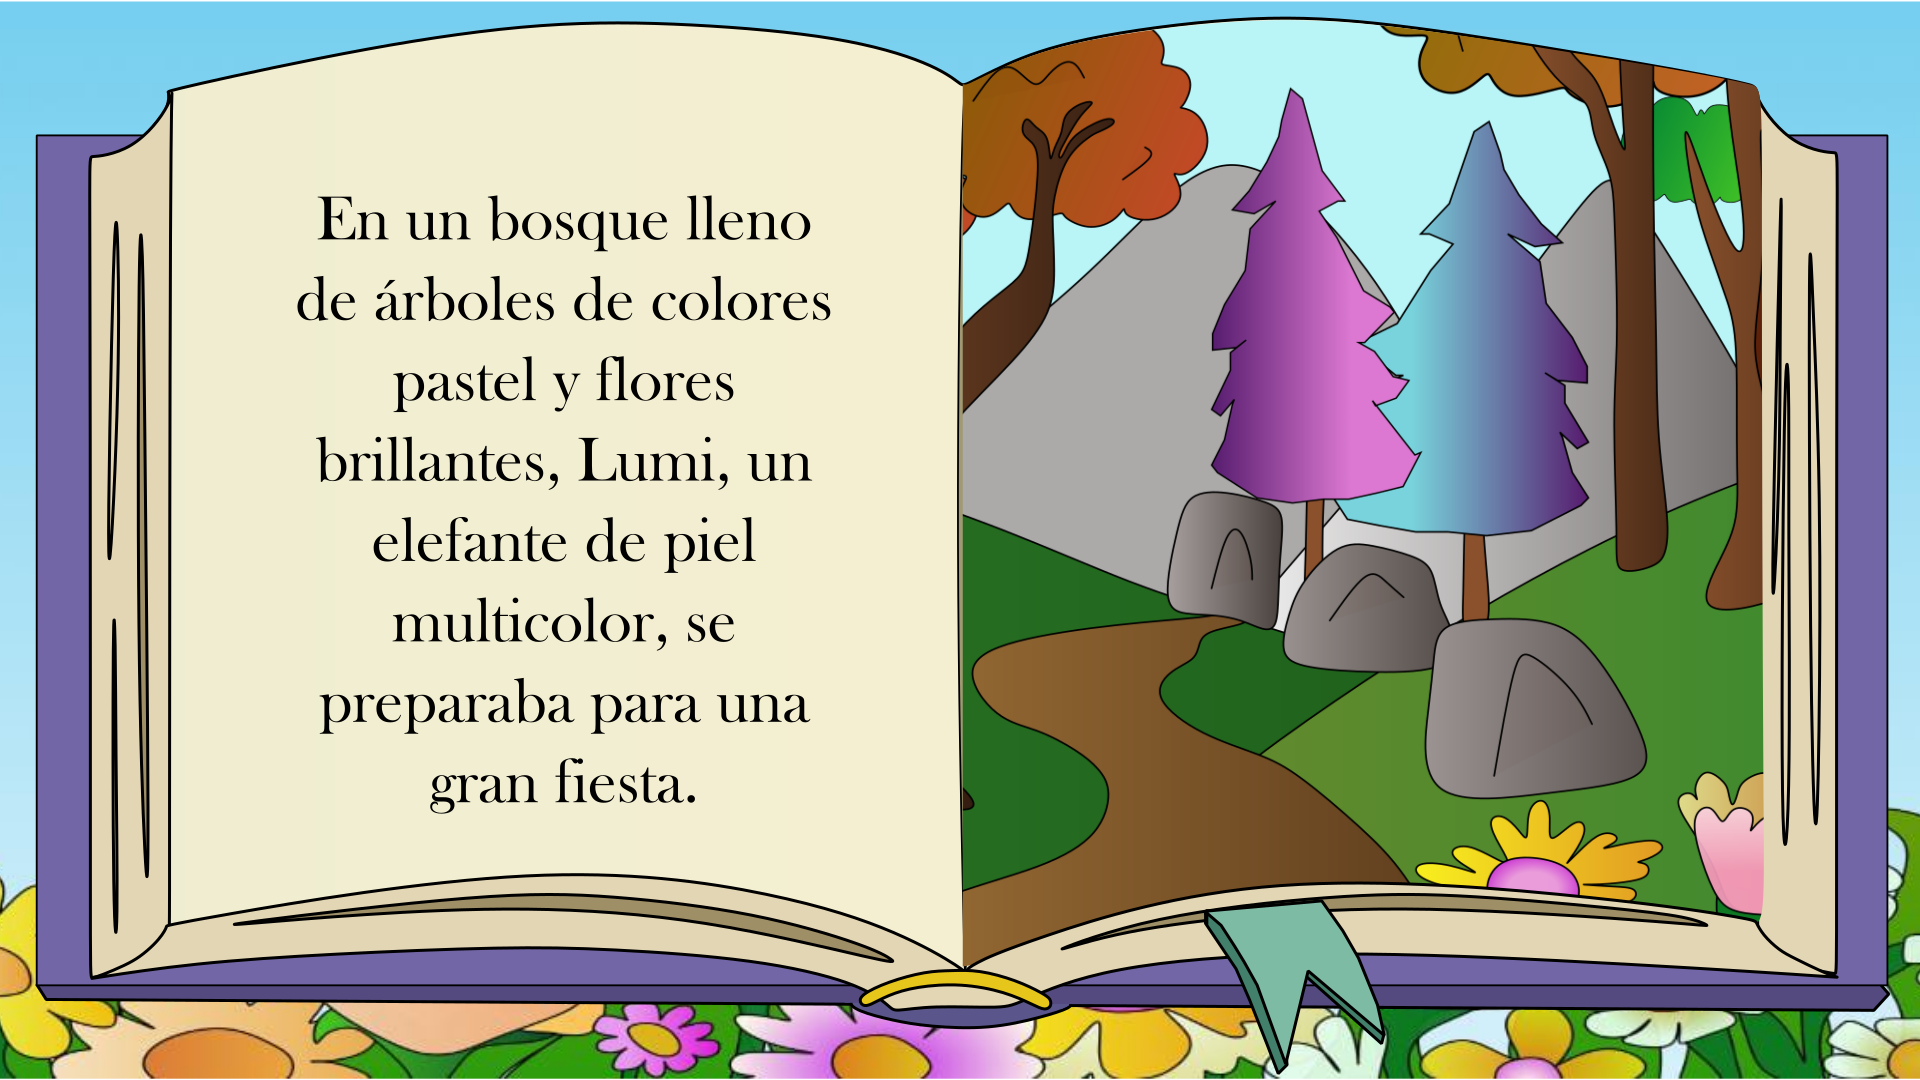 En un bosque lleno
de árboles de colores
pastel y flores
brillantes, Lumi, un
elefante de piel
multicolor, se
preparaba para una
gran fiesta.